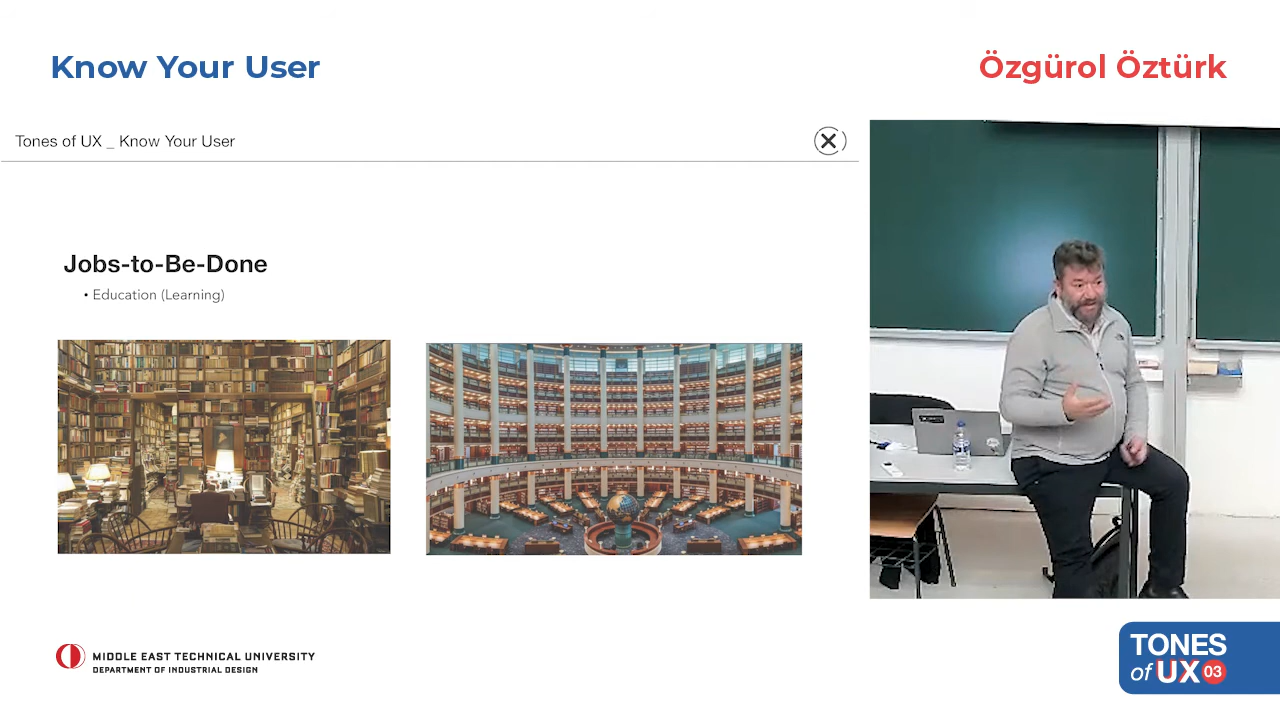 Know Your User
Özgürol Öztürk
Tones of UX _ Know Your User
Jobs-to-Be-Done
• Education (Learning)
MIDDLE EAST TECHNICAL UNIVERSITY
DEPARTMENT OF INDUSTRIAL DESIGN
TONES
of UX 03